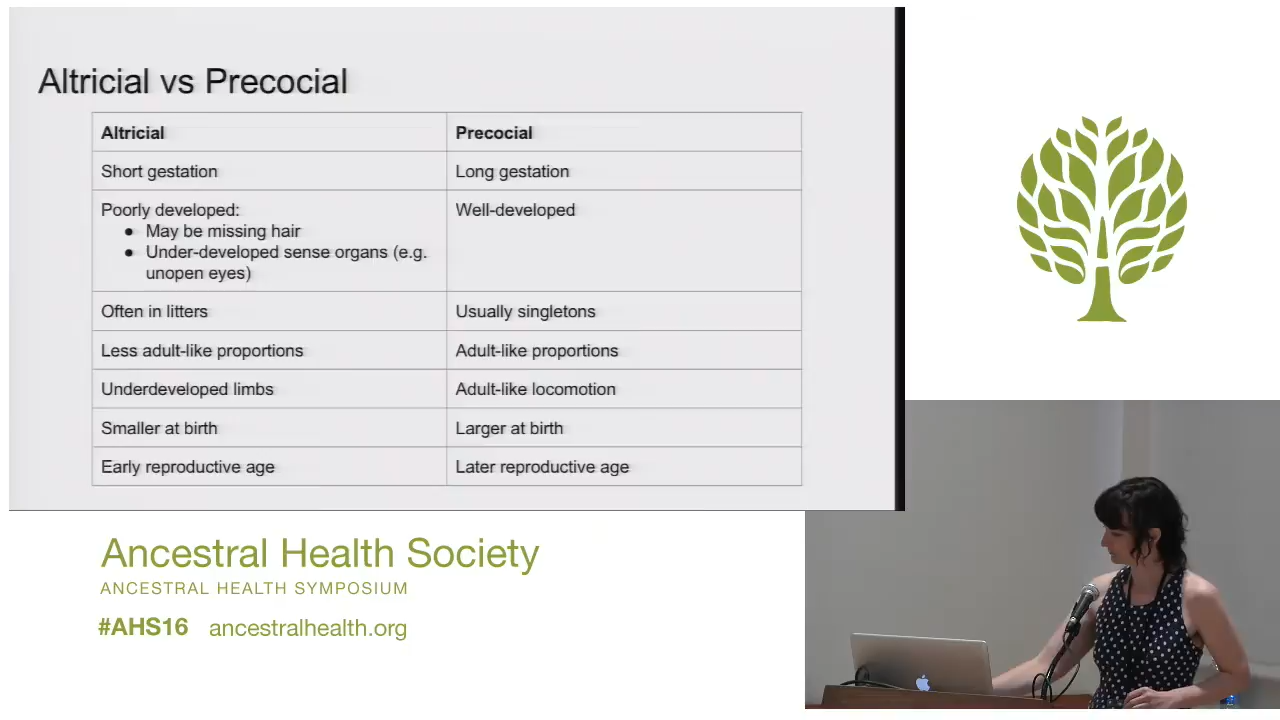 Altricial vs Precocial
Altricial
Precocial
Short gestation
Long gestation
Poorly developed:
● May be missing hair
● Under-developed sense organs (e.g.
unopen eyes)
Well-developed
Often in litters
Usually singletons
Less adult-like proportions
Adult-like proportions
Underdeveloped limbs
Adult-like locomotion
Smaller at birth
Larger at birth
Early reproductive age
Later reproductive age
Ancestral Health Society
ANCESTRAL HEALTH SYMPOSIUM
#AHS16 ancestralhealth.org